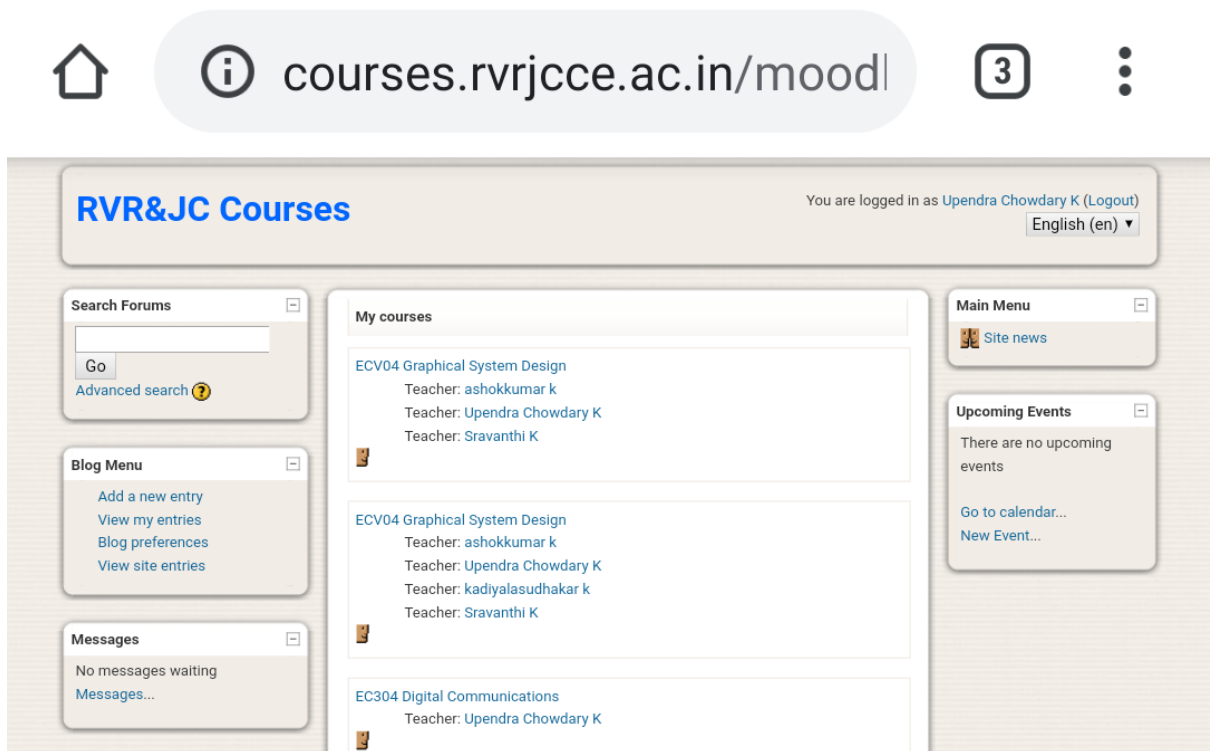 courses.rvrjcce.ac.in/moodl
3
RVR&JC Courses
You are logged in as Upendra Chowdary K (Logout)
English (en)
Search Forums
Go
Advanced search ?
Blog Menu
Add a new entry
View my entries
Blog preferences
View site entries
Messages
No messages waiting
Messages...
My courses
ECV04 Graphical System Design
Teacher: ashokkumar k
Teacher: Upendra Chowdary K
Teacher: Sravanthi K
ECV04 Graphical System Design
Teacher: ashokkumar k
Teacher: Upendra Chowdary K
Teacher: kadiyalasudhakar k
Teacher: Sravanthi K
EC304 Digital Communications
Teacher: Upendra Chowdary K
Main Menu
Site news
Upcoming Events
There are no upcoming
events
Go to calendar...
New Event...